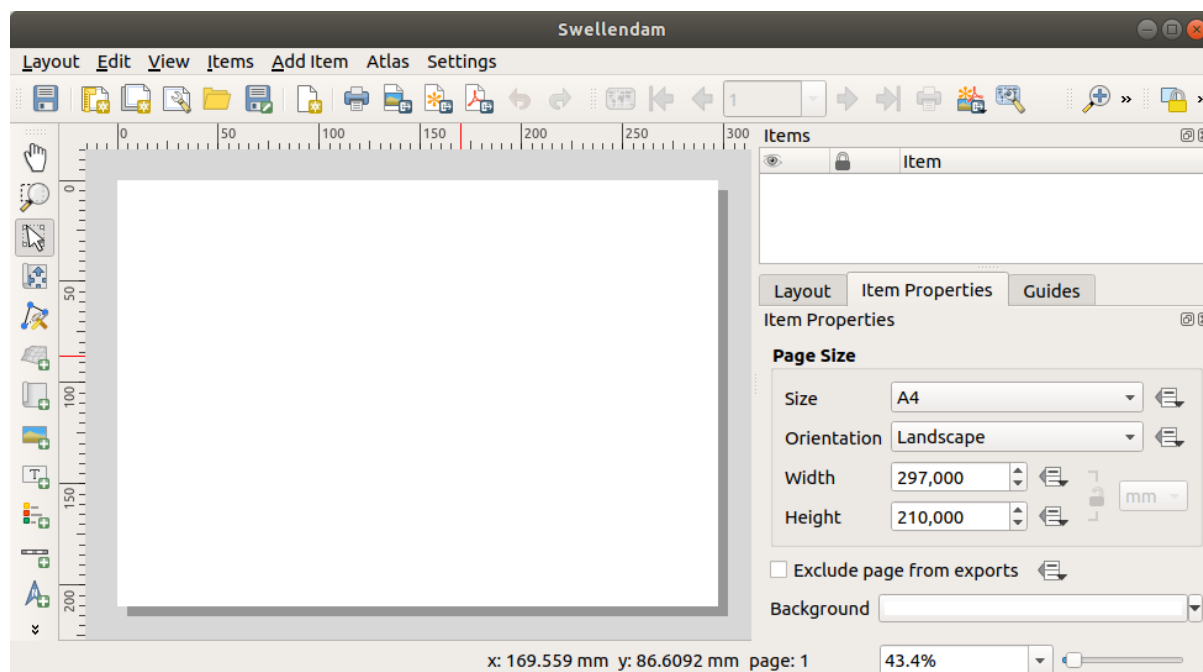 Swellendam
Layout Edit View Items Add Item Atlas Settings
1
0 50 100 150 200 250 300
0
50
100
150
200
Items
Item
Layout Item Properties Guides
Item Properties
Page Size
Size A4
Orientation Landscape
Width 297,000
mm
Height 210,000
Exclude page from exports
Background
x: 169.559 mm y: 86.6092 mm page: 1 43.4%